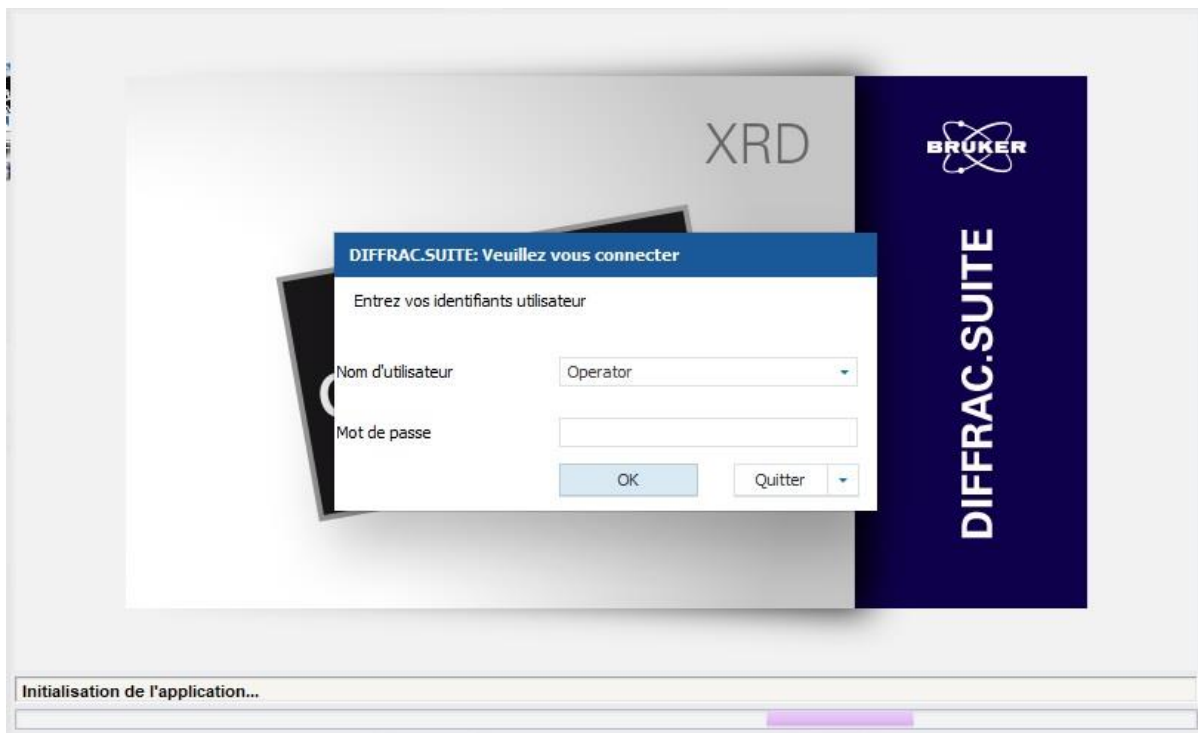 XRD
BRUKER
DIFFRAC.SUITE
DIFFRAC.SUITE: Veuillez vous connecter
Entrez vos identifiants utilisateur
Nom d'utilisateur
Operator
Mot de passe
OK
Quitter
Initialisation de l'application...